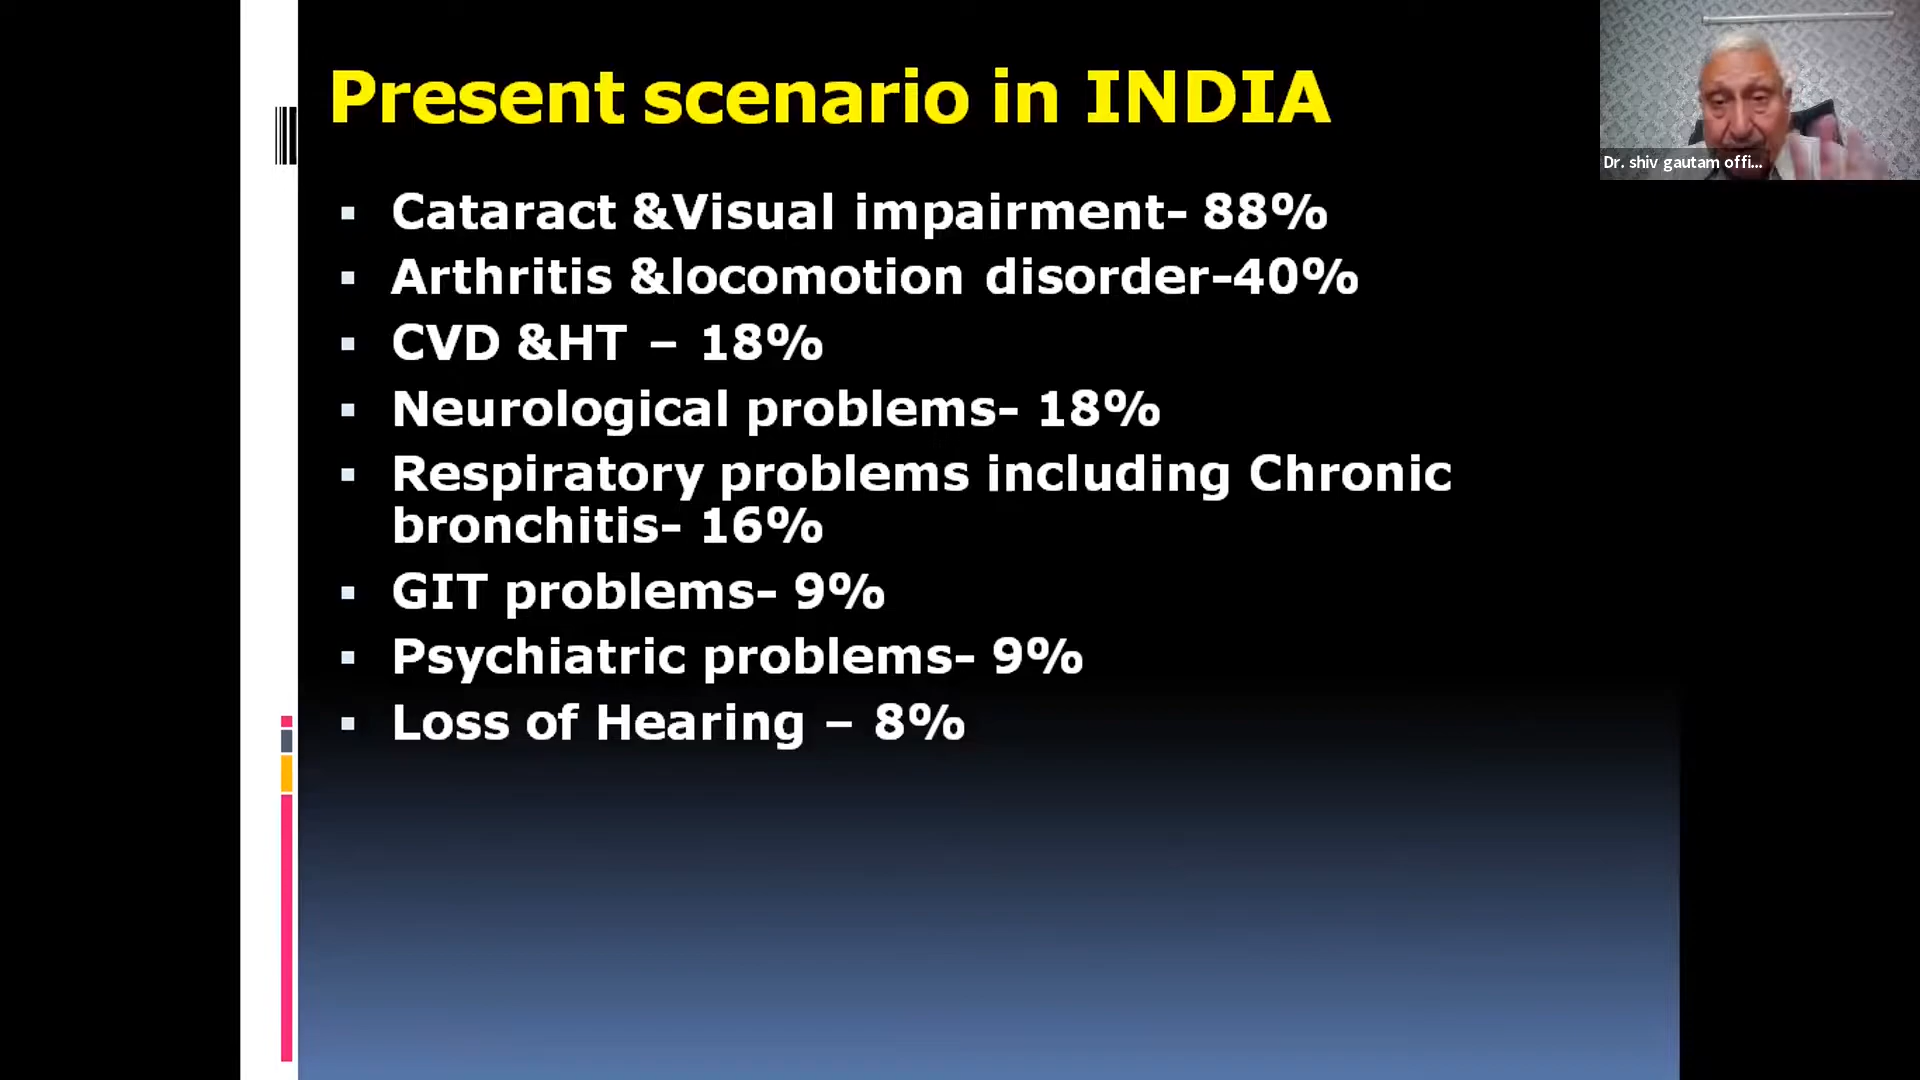 Present scenario in INDIA
Dr. shiv gautam offi...
▪ Cataract &Visual impairment- 88%
▪ Arthritis &locomotion disorder-40%
▪ CVD &HT – 18%
▪ Neurological problems- 18%
▪ Respiratory problems including Chronic
bronchitis- 16%
▪ GIT problems- 9%
▪ Psychiatric problems- 9%
▪ Loss of Hearing – 8%